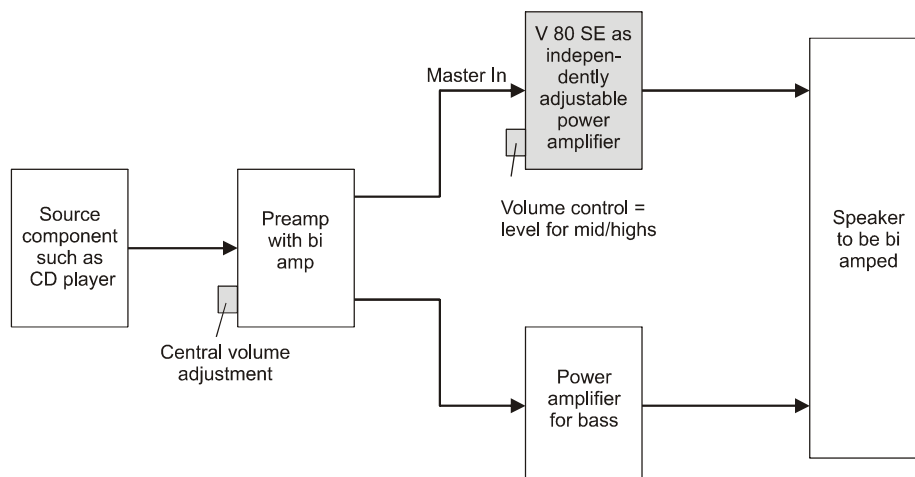 V 80 SE as
indepen-
dently
adjustable
power
amplifier
Master In
Volume control =
level for mid/highs
Source
component
such as
CD player
Preamp
with bi
amp
Central volume
adjustment
Power
amplifier
for bass
Speaker
to be bi
amped